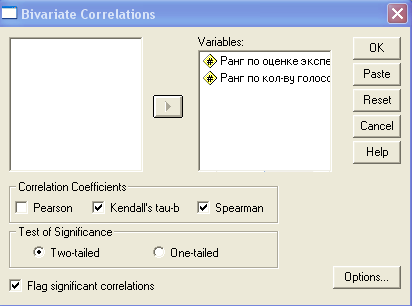 Bivariate Correlations
Variables:
# Ранг по оценке экспе
# Ранг по кол-ву голосс
OK
Paste
Reset
Cancel
Help
Correlation Coefficients
Pearson
Kendall's tau-b
Spearman
Test of Significance
Two-tailed
One-tailed
Flag significant correlations
Options...